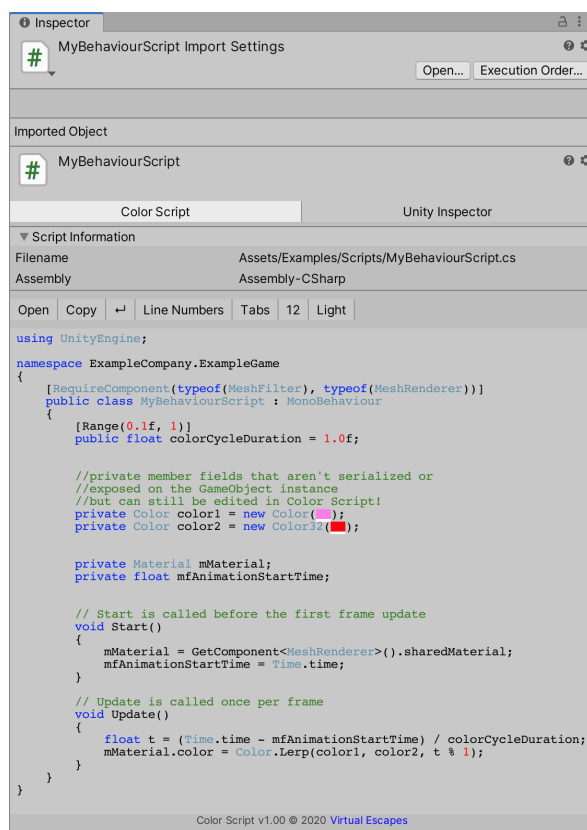 Inspector
MyBehaviourScript Import Settings
Open... Execution Order...
Imported Object
MyBehaviourScript
Color Script Unity Inspector
Script Information
Filename Assets/Examples/Scripts/MyBehaviourScript.cs
Assembly Assembly-CSharp
Open Copy ↵ Line Numbers Tabs 12 Light
using UnityEngine;
namespace ExampleCompany.ExampleGame
{
[RequireComponent(typeof(MeshFilter), typeof(MeshRenderer))]
public class MyBehaviourScript : MonoBehaviour
{
[Range(0.1f, 1)]
public float colorCycleDuration = 1.0f;
//private member fields that aren't serialized or
//exposed on the GameObject instance
//but can still be edited in Color Script!
private Color color1 = new Color( );
private Color color2 = new Color32( );
private Material mMaterial;
private float mfAnimationStartTime;
// Start is called before the first frame update
void Start()
{
mMaterial = GetComponent<MeshRenderer>().sharedMaterial;
mfAnimationStartTime = Time.time;
}
// Update is called once per frame
void Update()
{
float t = (Time.time - mfAnimationStartTime) / colorCycleDuration;
mMaterial.color = Color.Lerp(color1, color2, t % 1);
}
}
}
Color Script v1.00 © 2020 Virtual Escapes